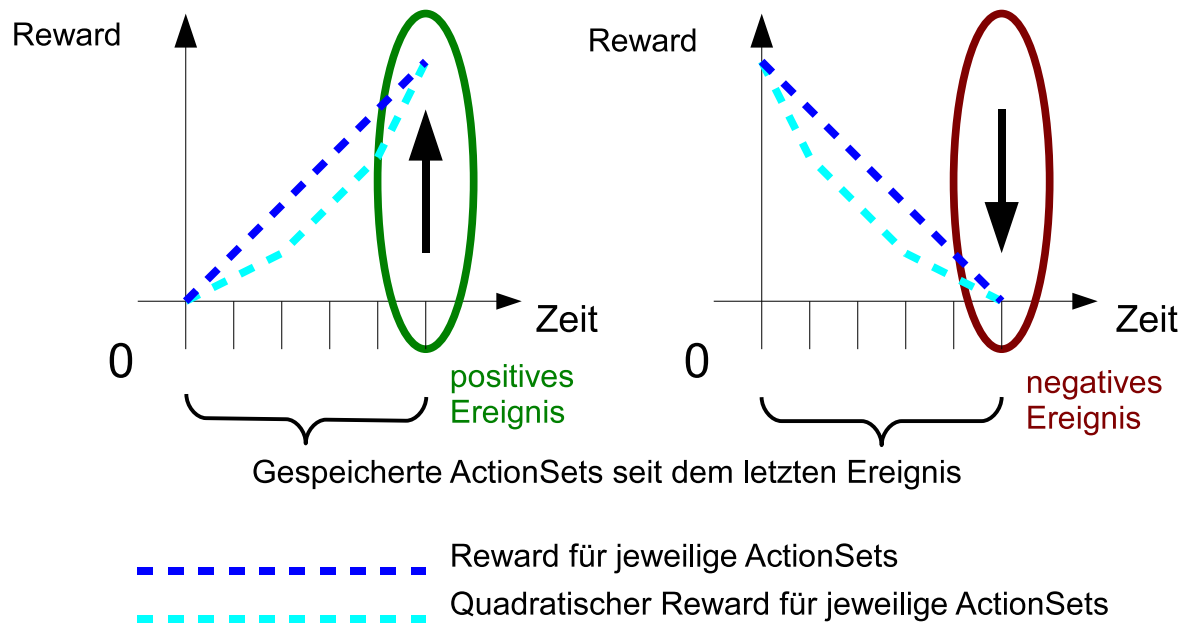 Reward
Zeit
0
positives
Ereignis
Reward
Zeit
0
negatives
Ereignis
Gespeicherte ActionSets seit dem letzten Ereignis
Reward für jeweilige ActionSets
Quadratischer Reward für jeweilige ActionSets